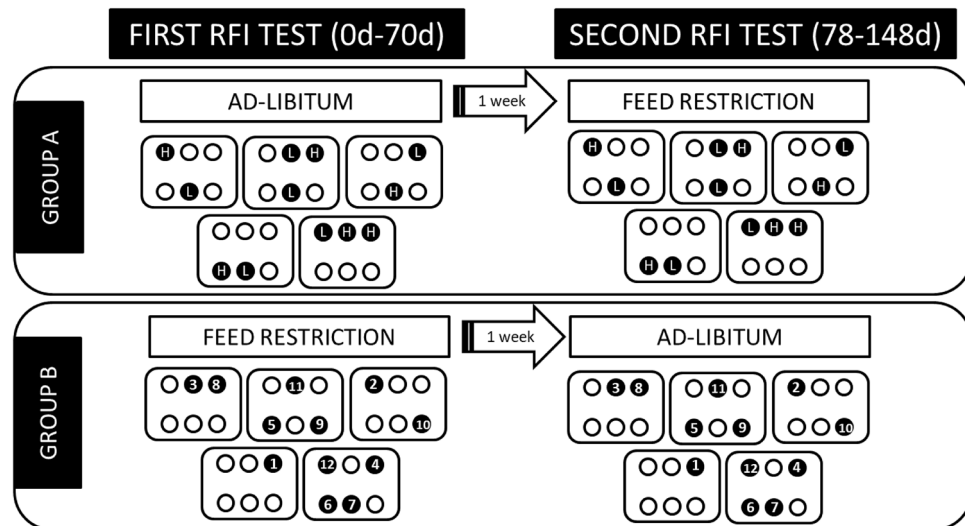 FIRST RFI TEST (0d-70d)
SECOND RFI TEST (78-148d)
GROUP A
AD-LIBITUM
1 week
FEED RESTRICTION
H L H L
H L H L
L L H
L L H
H L H H
H L H H
H L
H L
GROUP B
FEED RESTRICTION
1 week
AD-LIBITUM
3 8 11 2
3 8 11 2
5 9 10
5 9 10
1 12 4
1 12 4
6 7
6 7